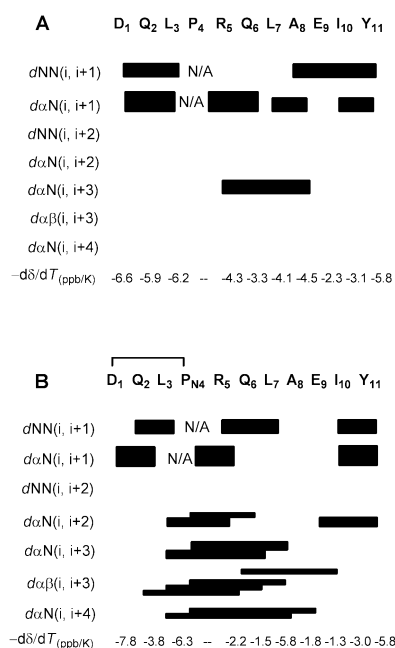 A D1 Q2 L3 P4 R5 Q6 L7 A8 E9 I10 Y11
dNN(i, i+1) N/A
dαN(i, i+1) N/A
dNN(i, i+2)
dαN(i, i+2)
dαN(i, i+3)
dαβ(i, i+3)
dαN(i, i+4)
−dδ/dT(ppb/K) -6.6 -5.9 -6.2 -- -4.3 -3.3 -4.1 -4.5 -2.3 -3.1 -5.8
B D1 Q2 L3 PN4 R5 Q6 L7 A8 E9 I10 Y11
dNN(i, i+1) N/A
dαN(i, i+1) N/A
dNN(i, i+2)
dαN(i, i+2)
dαN(i, i+3)
dαβ(i, i+3)
dαN(i, i+4)
−dδ/dT(ppb/K) -7.8 -3.8 -6.3 -- -2.2 -1.5 -5.8 -1.8 -1.3 -3.0 -5.8